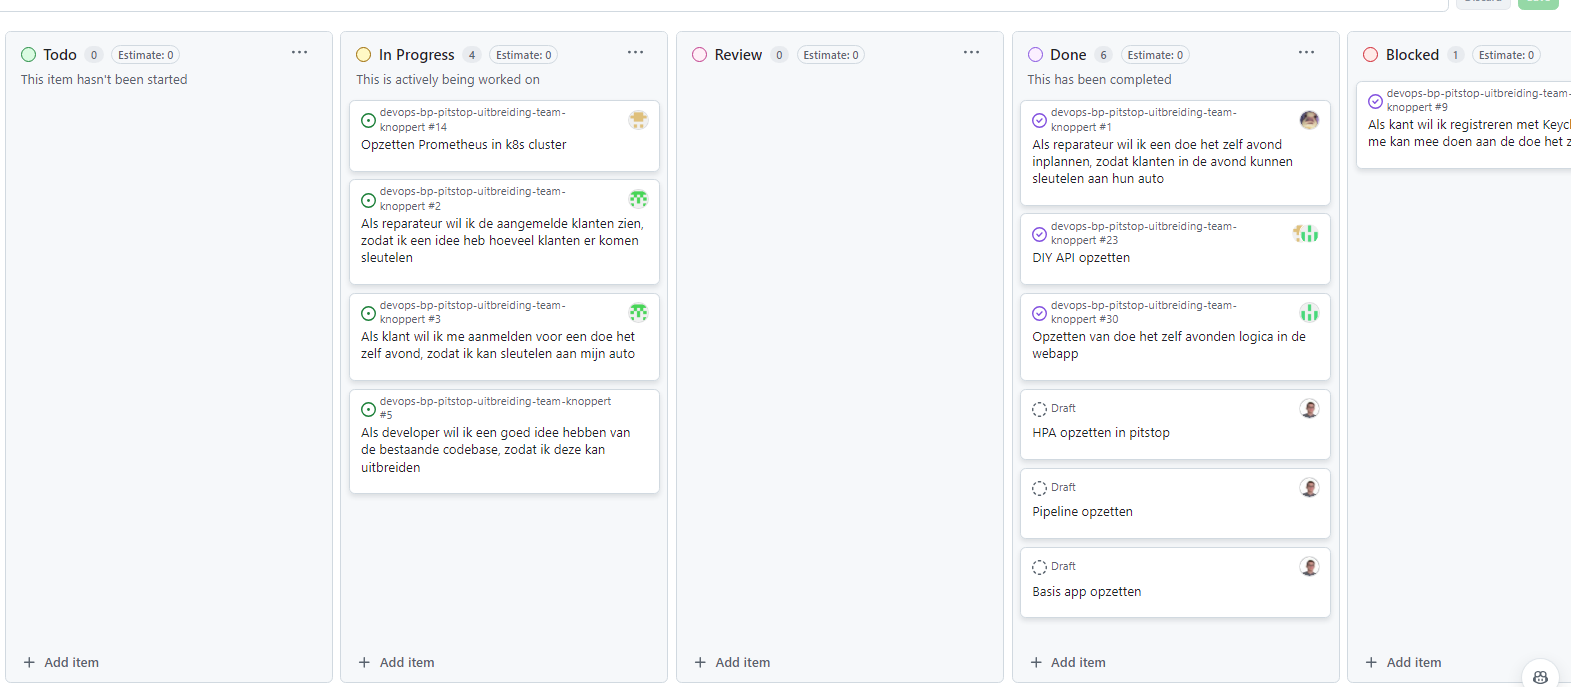 Todo 0 Estimate: 0
This item hasn't been started
+ Add item
In Progress 4 Estimate: 0
This is actively being worked on
devops-bp-pitstop-uitbreiding-team-
knoppert #14
Opzetten Prometheus in k8s cluster
devops-bp-pitstop-uitbreiding-team-
knoppert #2
Als reparateur wil ik de aangemelde klanten zien,
zodat ik een idee heb hoeveel klanten er komen
sleutelen
devops-bp-pitstop-uitbreiding-team-
knoppert #3
Als klant wil ik me aanmelden voor een doe het
zelf avond, zodat ik kan sleutelen aan mijn auto
devops-bp-pitstop-uitbreiding-team-knoppert
#5
Als developer wil ik een goed idee hebben van
de bestaande codebase, zodat ik deze kan
uitbreiden
+ Add item
Review 0 Estimate: 0
+ Add item
Done 6 Estimate: 0
This has been completed
devops-bp-pitstop-uitbreiding-team-
knoppert #1
Als reparateur wil ik een doe het zelf avond
inplannen, zodat klanten in de avond kunnen
sleutelen aan hun auto
devops-bp-pitstop-uitbreiding-team-
knoppert #23
DIY API opzetten
devops-bp-pitstop-uitbreiding-team-
knoppert #30
Opzetten van doe het zelf avonden logica in de
webapp
Draft
HPA opzetten in pitstop
Draft
Pipeline opzetten
Draft
Basis app opzetten
+ Add item
Blocked 1 Estimate: 0
devops-bp-pitstop-uitbreiding-team-
knoppert #9
Als kant wil ik registreren met Keycl
me kan mee doen aan de doe het z
+ Add item